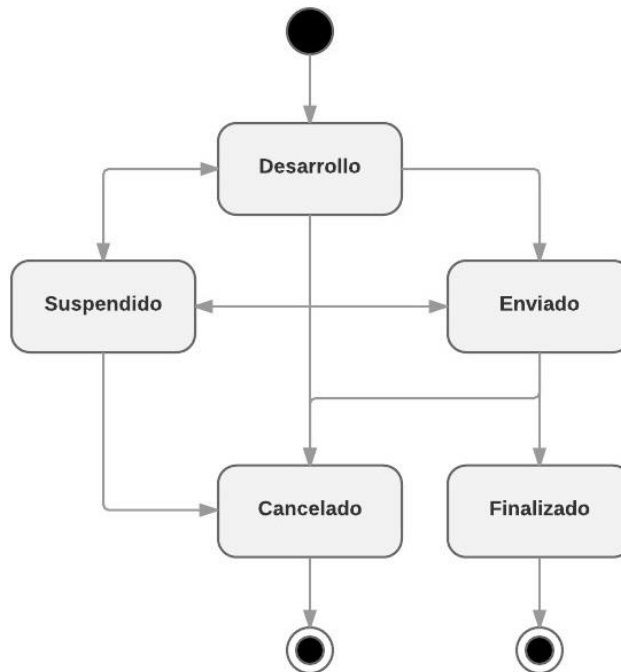 Desarrollo
Suspendido
Enviado
Cancelado
Finalizado